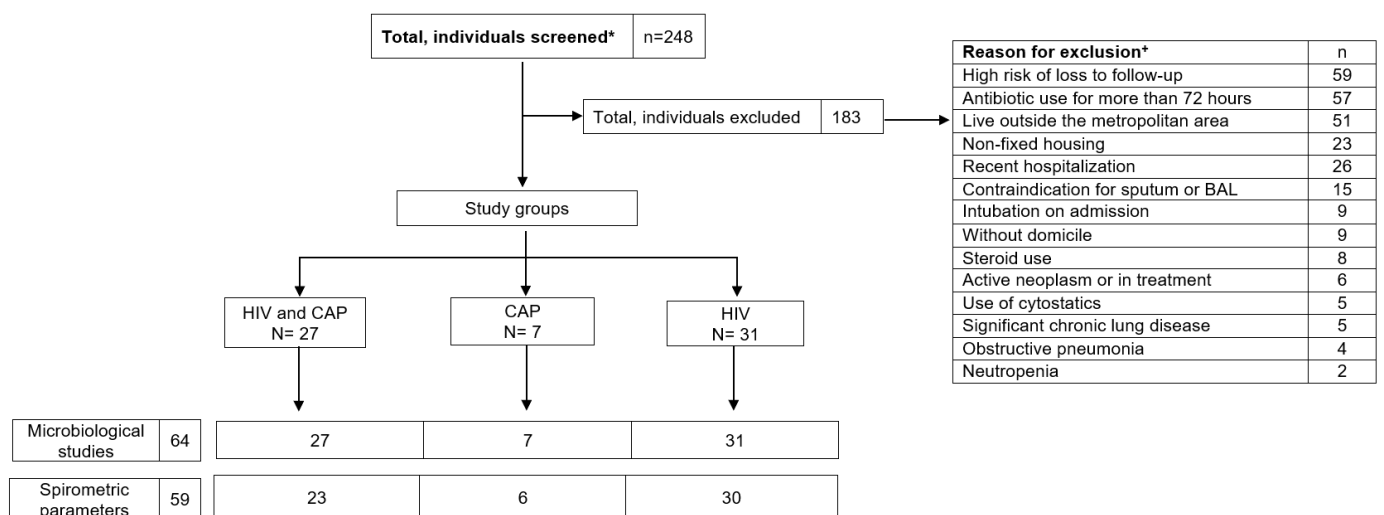 Total, individuals screened* n=248
Total, individuals excluded 183
Reason for exclusion+ n
High risk of loss to follow-up 59
Antibiotic use for more than 72 hours 57
Live outside the metropolitan area 51
Non-fixed housing 23
Recent hospitalization 26
Contraindication for sputum or BAL 15
Intubation on admission 9
Without domicile 9
Steroid use 8
Active neoplasm or in treatment 6
Use of cytostatics 5
Significant chronic lung disease 5
Obstructive pneumonia 4
Neutropenia 2
Study groups
HIV and CAP
N= 27
CAP
N= 7
HIV
N= 31
Microbiological
studies
64
27
7
31
Spirometric
parameters
59
23
6
30